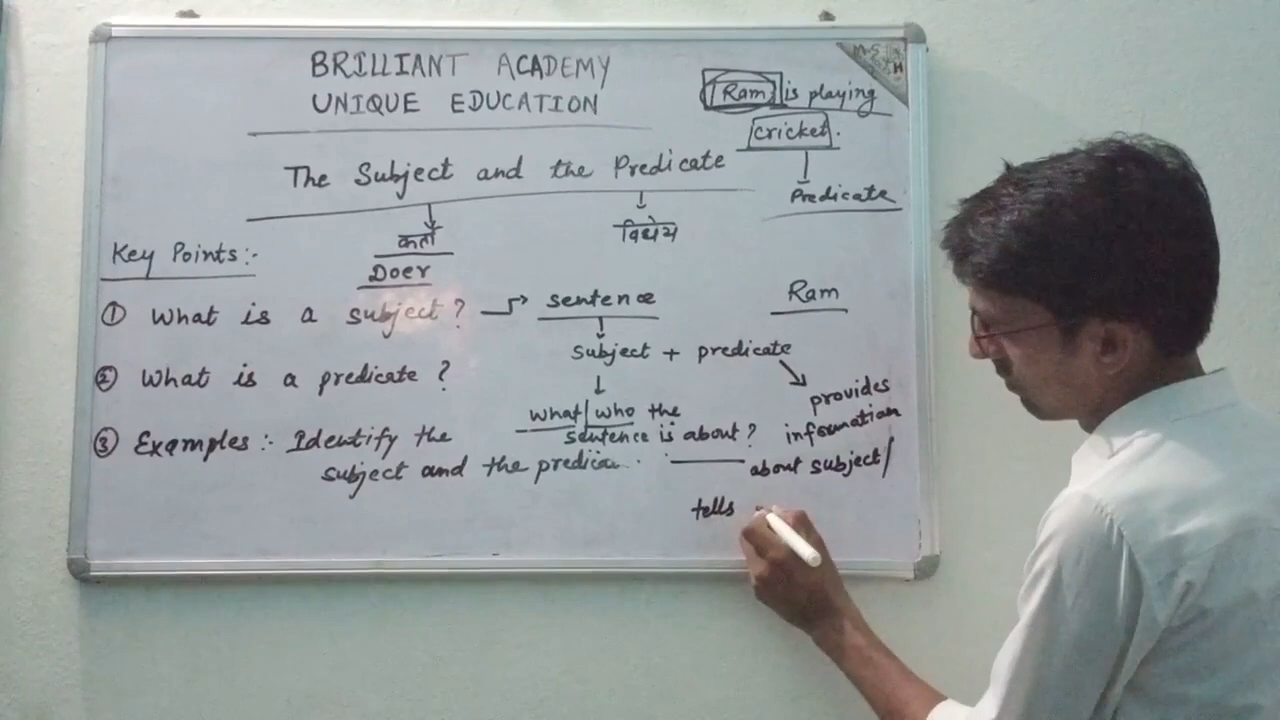 BRILLIANT ACADEMY
UNIQUE EDUCATION
Ram is playing
cricket.
Predicate
The Subject and the Predicate
कर्ता
Doer
विधेय
Key Points:-
① What is a subject? → sentence
Ram
subject + predicate
② What is a predicate?
what/who the
sentence is about?
provides
information
about subject/
tells
③ Examples:- Identify the
subject and the